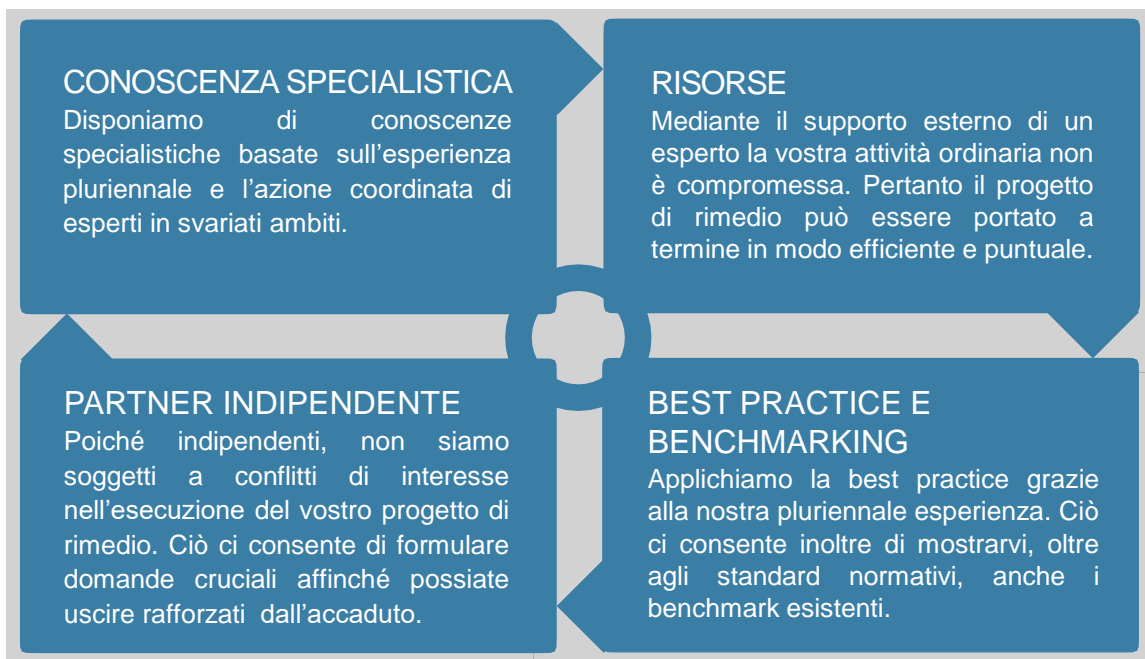 CONOSCENZA SPECIALISTICA
Disponiamo di conoscenze
specialistiche basate sull’esperienza
pluriennale e l’azione coordinata di
esperti in svariati ambiti.
RISORSE
Mediante il supporto esterno di un
esperto la vostra attività ordinaria non
è compromessa. Pertanto il progetto
di rimedio può essere portato a
termine in modo efficiente e puntuale.
PARTNER INDIPENDENTE
Poiché indipendenti, non siamo
soggetti a conflitti di interesse
nell’esecuzione del vostro progetto di
rimedio. Ciò ci consente di formulare
domande cruciali affinché possiate
uscire rafforzati dall’accaduto.
BEST PRACTICE E
BENCHMARKING
Applichiamo la best practice grazie
alla nostra pluriennale esperienza. Ciò
ci consente inoltre di mostrarvi, oltre
agli standard normativi, anche i
benchmark esistenti.